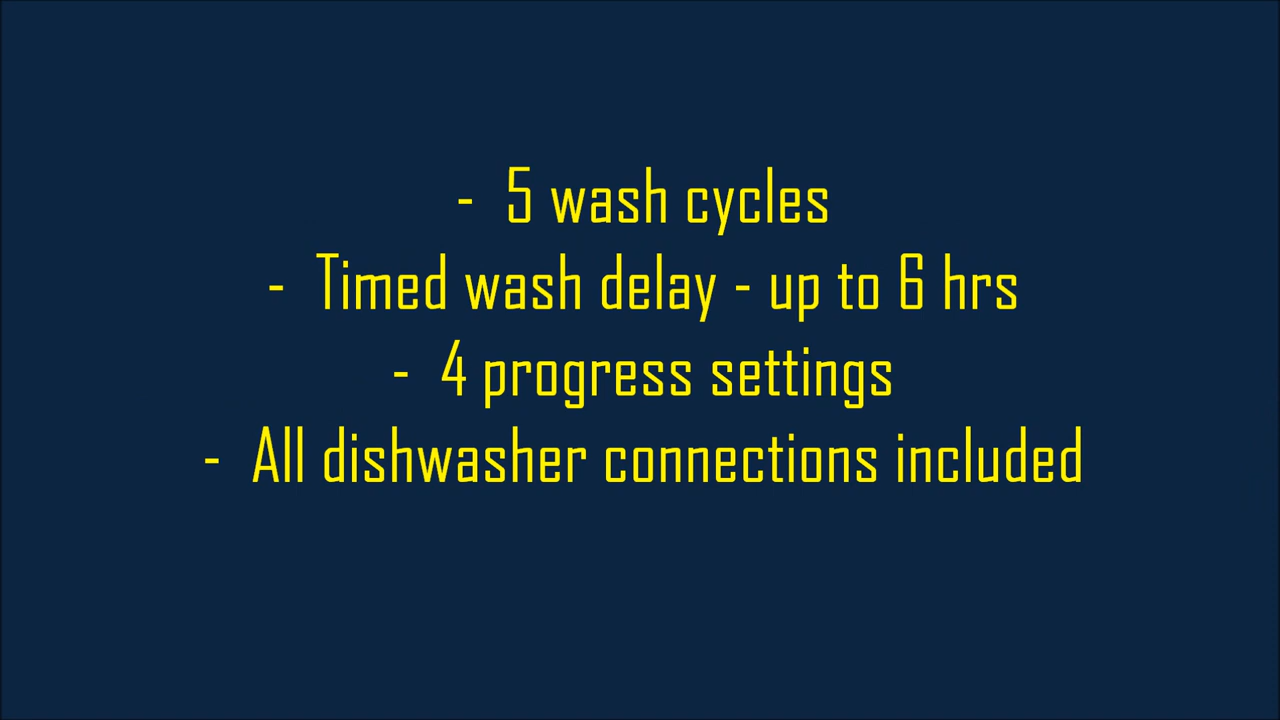 - 5 wash cycles
- Timed wash delay - up to 6 hrs
- 4 progress settings
- All dishwasher connections included